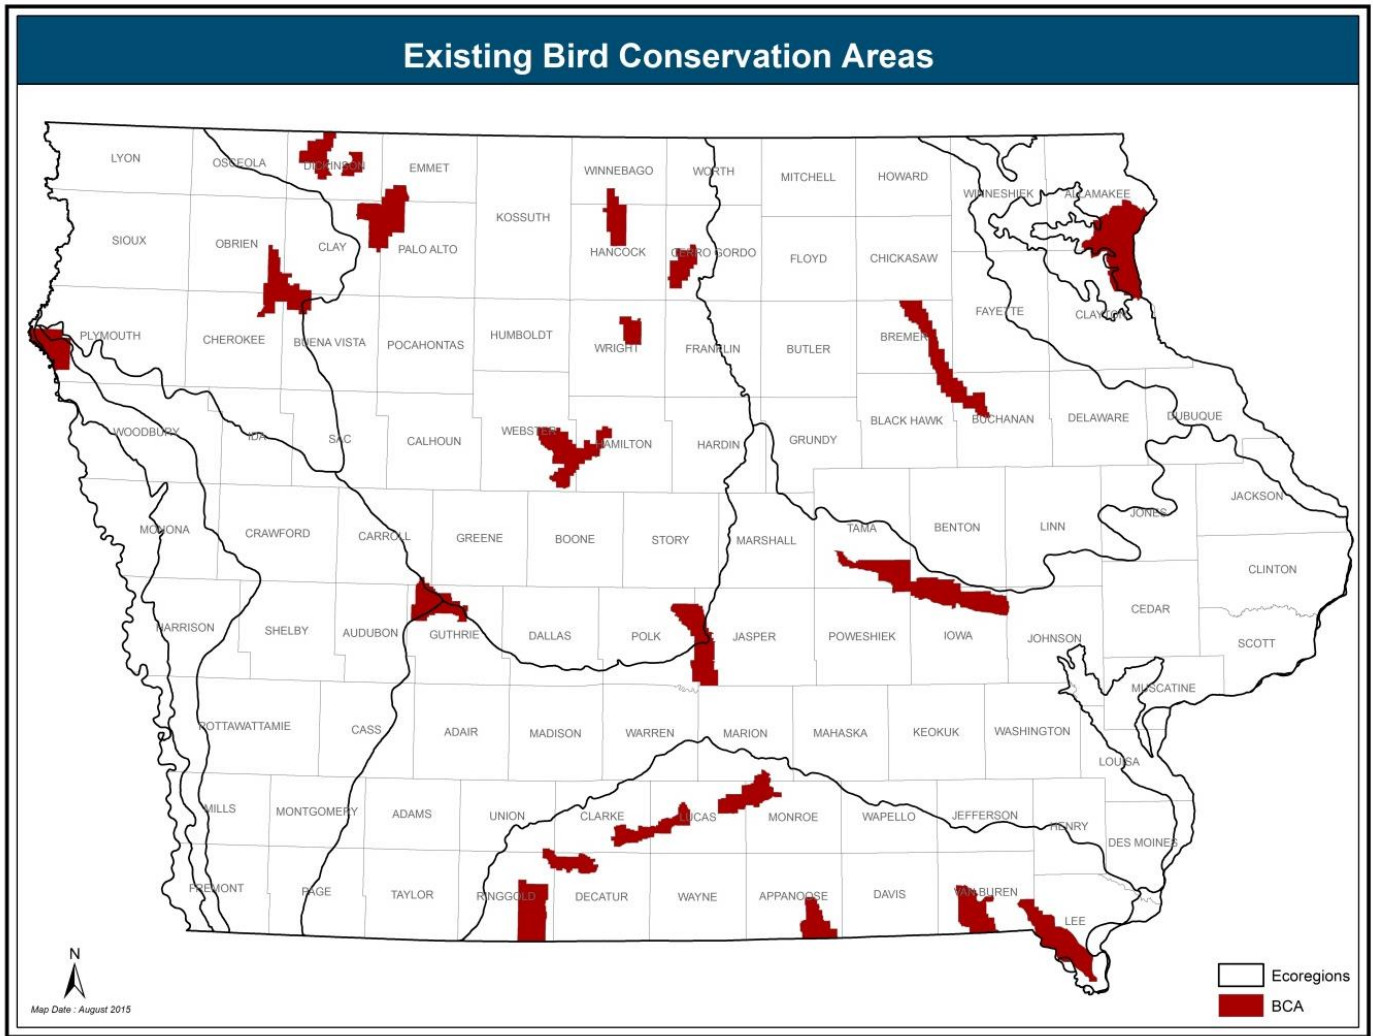 Existing Bird Conservation Areas
LYON
OSCEOLA
DICKINSON
EMMET
WINNEBAGO
WORTH
MITCHELL
HOWARD
WINNESHIEK
ALLAMAKEE
KOSSUTH
SIOUX
OBRIEN
CLAY
PALO ALTO
HANCOCK
CERRO GORDO
FLOYD
CHICKASAW
FAYETTE
CLAYTON
PLYMOUTH
CHEROKEE
BUENA VISTA
POCAHONTAS
HUMBOLDT
WRIGHT
FRANKLIN
BUTLER
BREMER
WOODBURY
IDA
SAC
CALHOUN
WEBSTER
HAMILTON
HARDIN
GRUNDY
BLACK HAWK
BUCHANAN
DELAWARE
DUBUQUE
MONONA
CRAWFORD
CARROLL
GREENE
BOONE
STORY
MARSHALL
TAMA
BENTON
LINN
JONES
JACKSON
CLINTON
HARRISON
SHELBY
AUDUBON
GUTHRIE
DALLAS
POLK
JASPER
POWESHIEK
IOWA
JOHNSON
CEDAR
SCOTT
MUSCATINE
POTTAWATTAMIE
CASS
ADAIR
MADISON
WARREN
MARION
MAHASKA
KEOKUK
WASHINGTON
LOUISA
MILLS
MONTGOMERY
ADAMS
UNION
CLARKE
LUCAS
MONROE
WAPELLO
JEFFERSON
HENRY
DES MOINES
FREMONT
PAGE
TAYLOR
RINGGOLD
DECATUR
WAYNE
APPANOOSE
DAVIS
VAN BUREN
LEE
N
Map Date : August 2015
Ecoregions
BCA